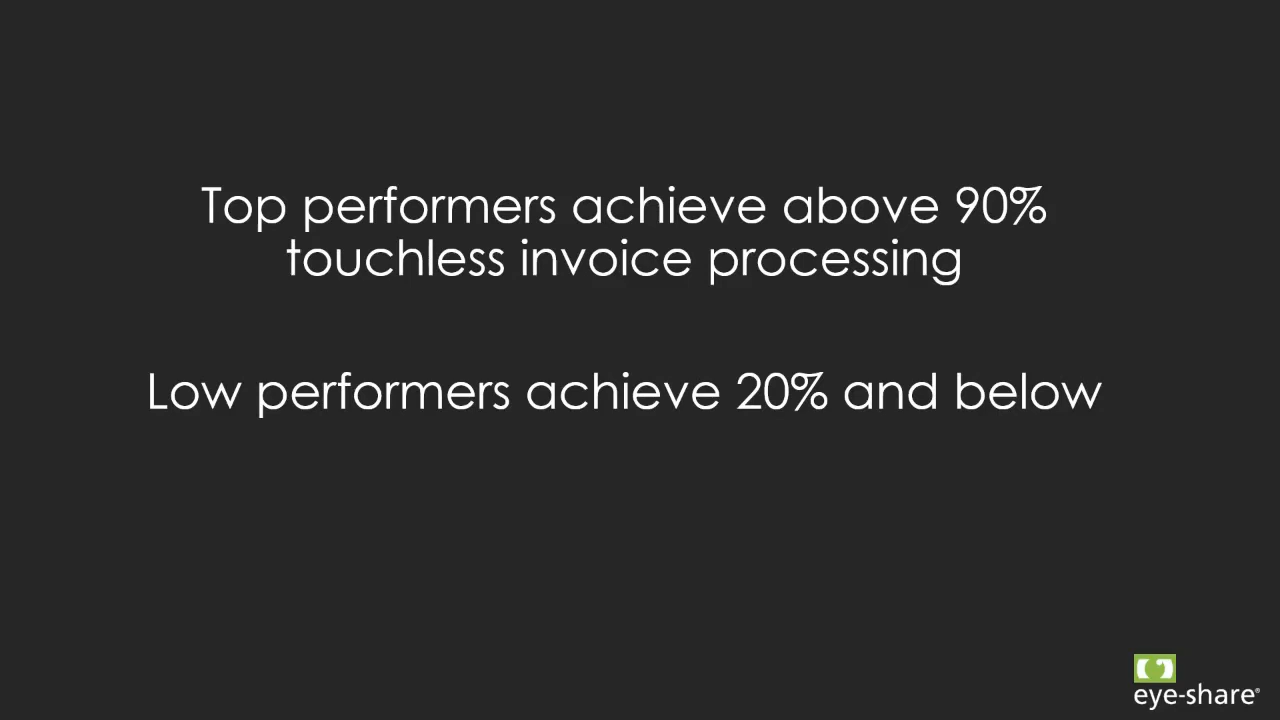 Top performers achieve above 90%
touchless invoice processing
Low performers achieve 20% and below
eye-share®